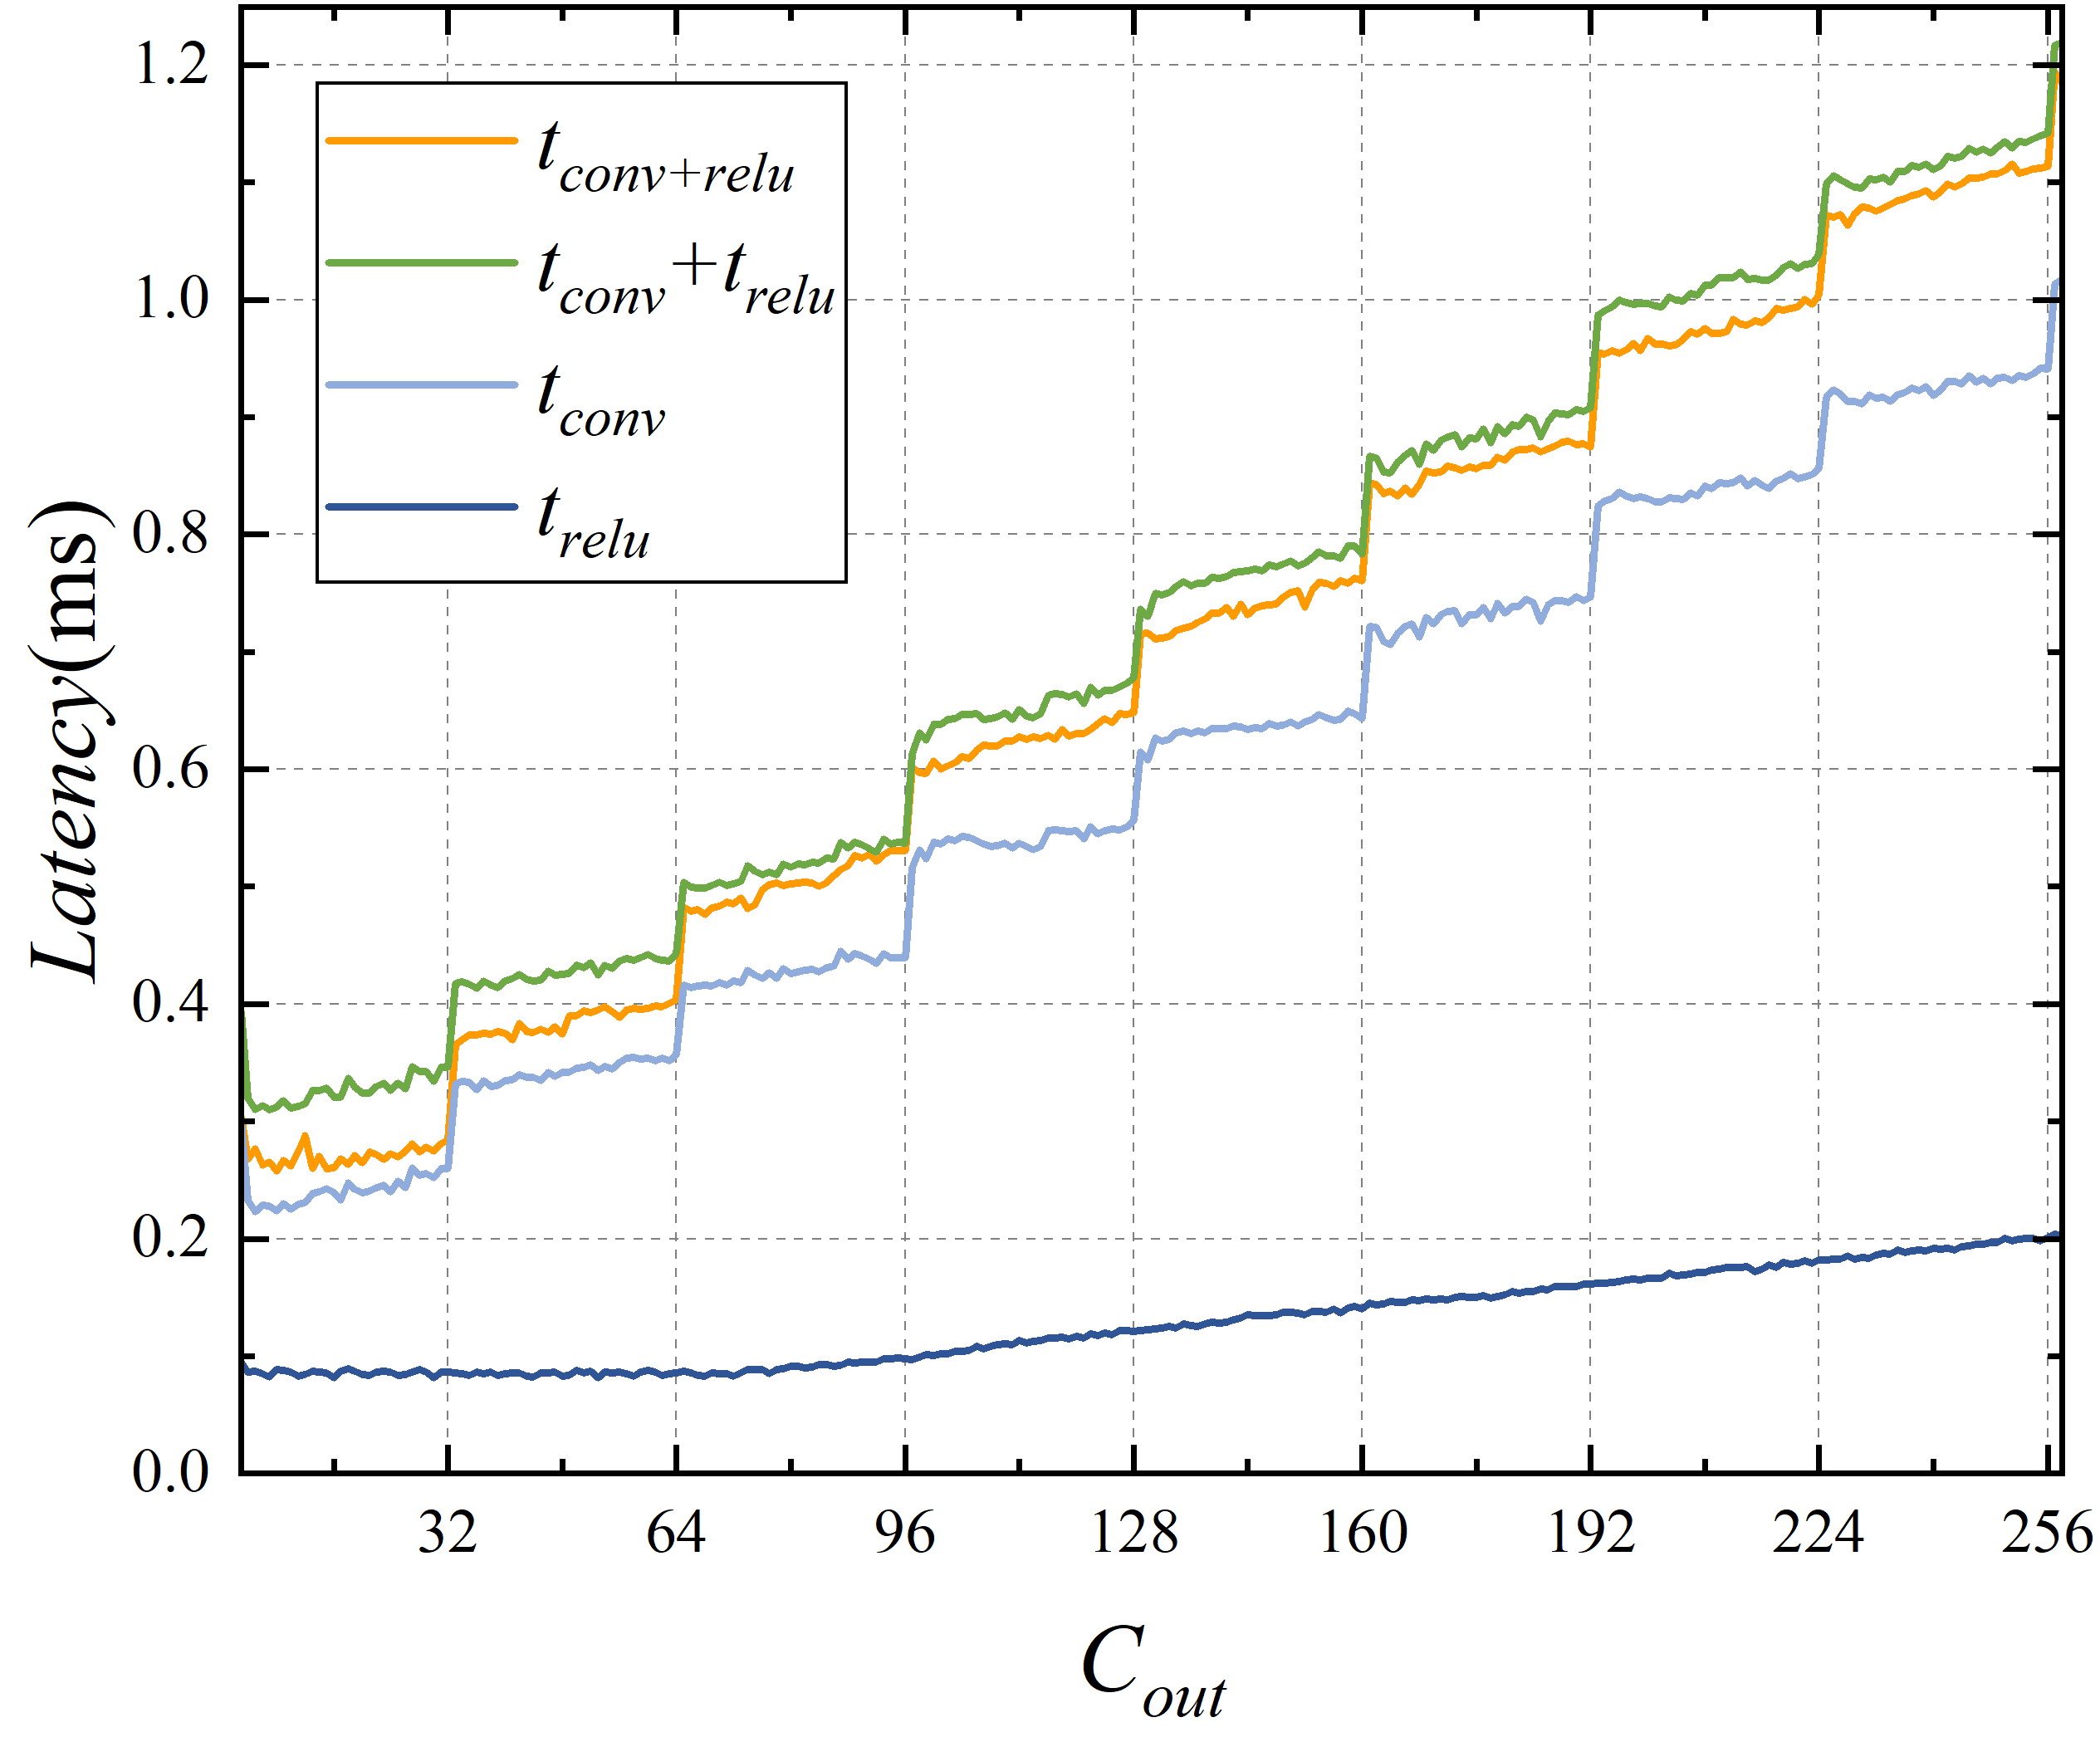 1.2
1.0
0.8
0.6
0.4
0.2
0.0
Latency(ms)
t_conv+relu
t_conv+t_relu
t_conv
t_relu
32 64 96 128 160 192 224 256
C_out